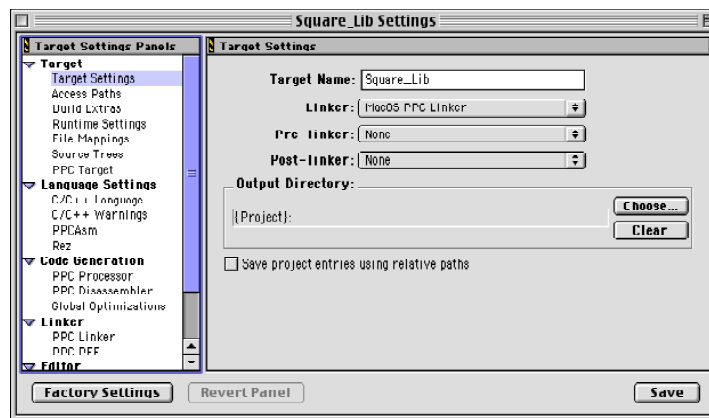 Square_Lib Settings
Target Settings Panels
Target
Target Settings
Access Paths
Build Extras
Runtime Settings
File Mappings
Source Trees
PPC Target
Language Settings
C/C++ Language
C/C++ Warnings
PPCAsm
Rez
Code Generation
PPC Processor
PPC Disassembler
Global Optimizations
Linker
PPC Linker
PPC PEF
Editor
Target Settings
Target Name: Square_Lib
Linker: MacOS PPC Linker
Pre-linker: None
Post-linker: None
Output Directory:
{Project}:
Choose...
Clear
Save project entries using relative paths
Factory Settings
Revert Panel
Save